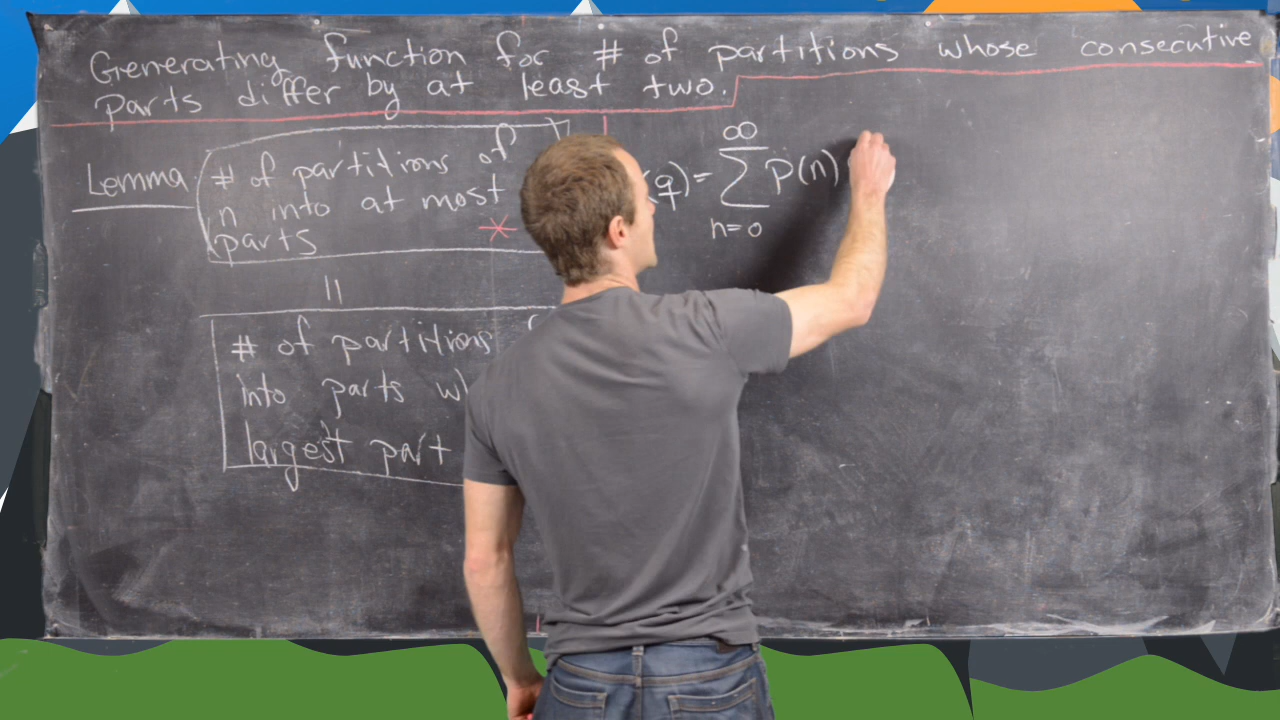 Generating function for # of partitions whose consecutive
parts differ by at least two.
Lemma
# of partitions of
n into at most
parts
*
||
# of partitions
into parts
largest part
(q) = ∞ ∑ n=0 p(n)